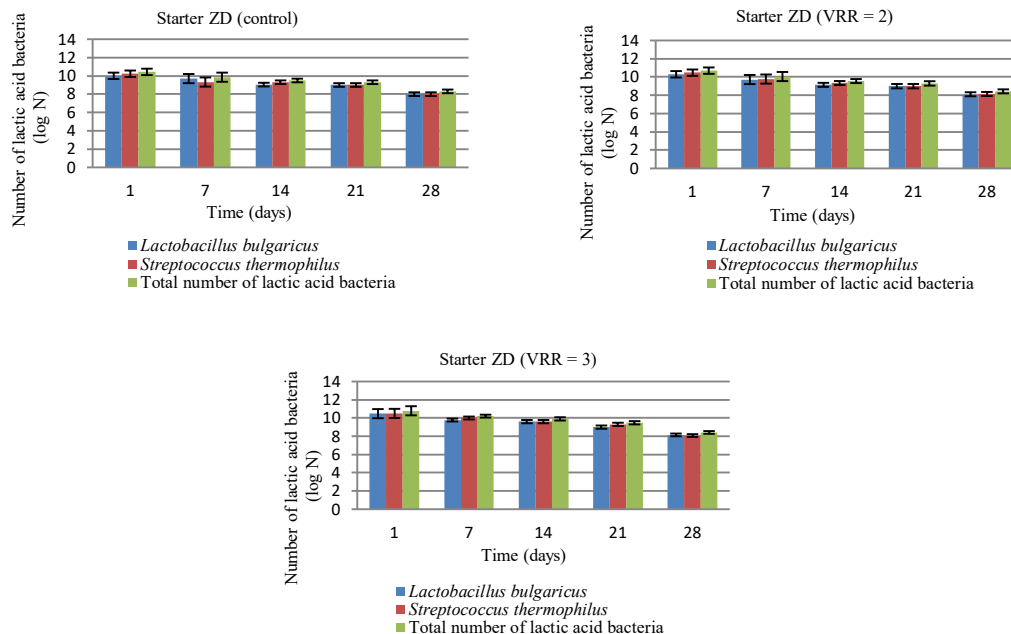 Starter ZD (control)
Number of lactic acid bacteria
(log N)
14
12
10
8
6
4
2
0
1 7 14 21 28
Time (days)
Lactobacillus bulgaricus
Streptococcus thermophilus
Total number of lactic acid bacteria
Starter ZD (VRR = 2)
Number of lactic acid bacteria
(log N)
14
12
10
8
6
4
2
0
1 7 14 21 28
Time (days)
Lactobacillus bulgaricus
Streptococcus thermophilus
Total number of lactic acid bacteria
Starter ZD (VRR = 3)
Number of lactic acid bacteria
(log N)
14
12
10
8
6
4
2
0
1 7 14 21 28
Time (days)
Lactobacillus bulgaricus
Streptococcus thermophilus
Total number of lactic acid bacteria